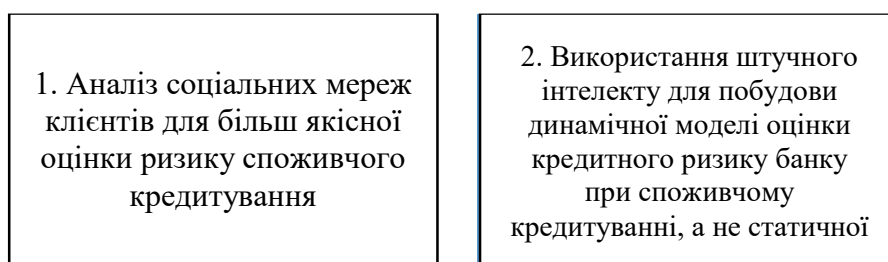 1. Аналіз соціальних мереж
клієнтів для більш якісної
оцінки ризику споживчого
кредитування
2. Використання штучного
інтелекту для побудови
динамічної моделі оцінки
кредитного ризику банку
при споживчому
кредитуванні, а не статичної